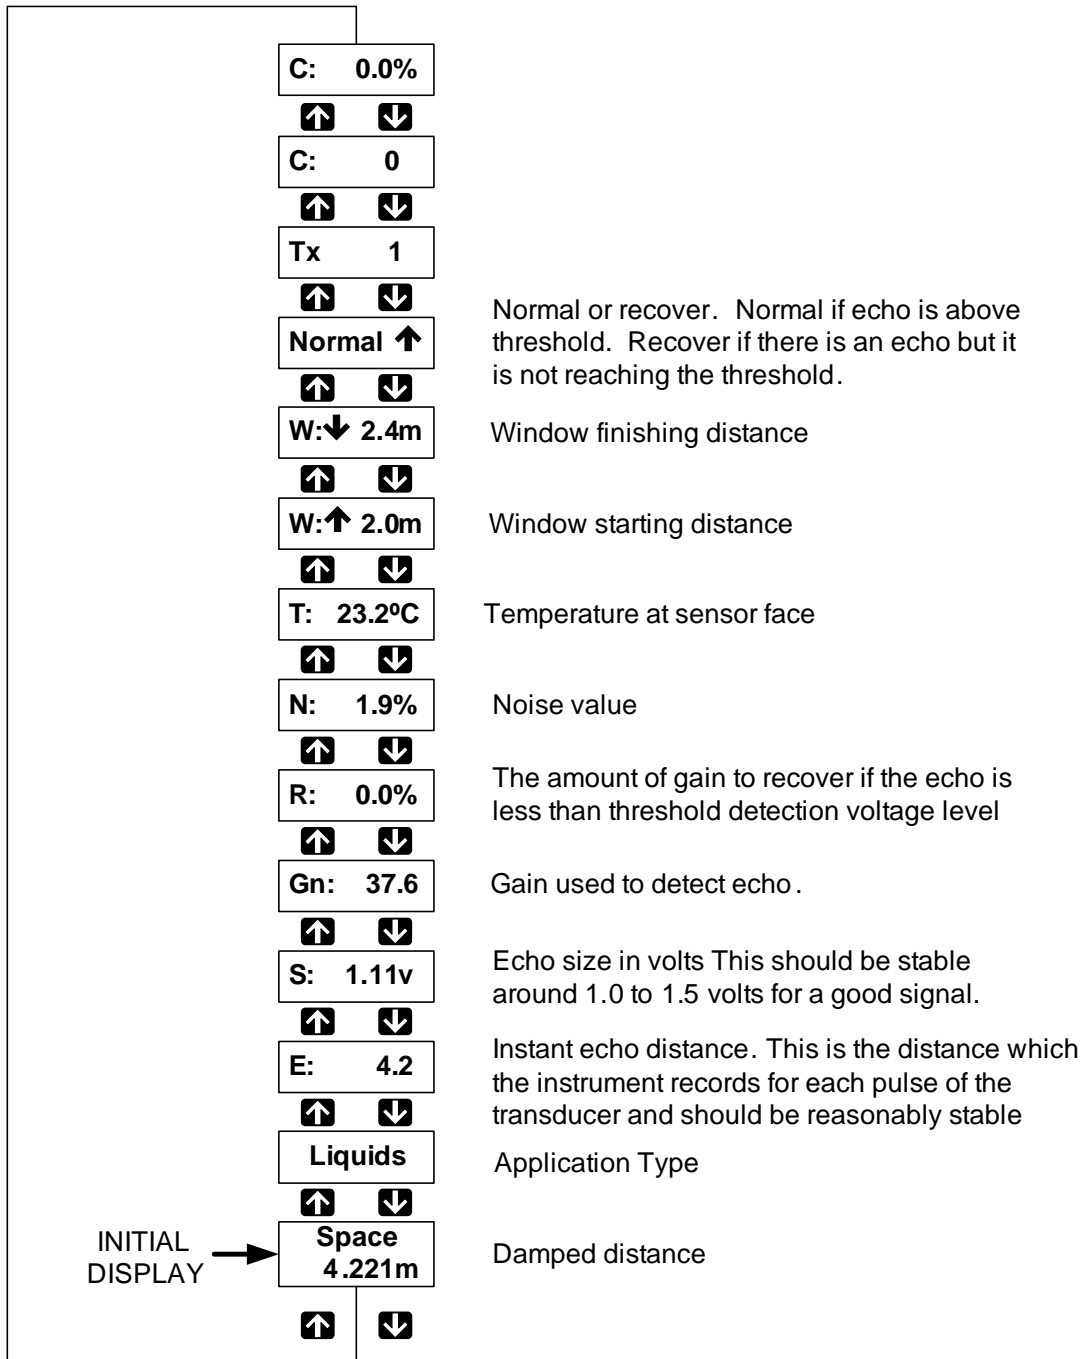 C: 0.0%
C: 0
Tx 1
Normal ↑
Normal or recover. Normal if echo is above
threshold. Recover if there is an echo but it
is not reaching the threshold.
W:↓ 2.4m
Window finishing distance
W:↑ 2.0m
Window starting distance
T: 23.2ºC
Temperature at sensor face
N: 1.9%
Noise value
R: 0.0%
The amount of gain to recover if the echo is
less than threshold detection voltage level
Gn: 37.6
Gain used to detect echo.
S: 1.11v
Echo size in volts This should be stable
around 1.0 to 1.5 volts for a good signal.
E: 4.2
Instant echo distance. This is the distance which
the instrument records for each pulse of the
transducer and should be reasonably stable
Liquids
Application Type
INITIAL
DISPLAY
Space
4.221m
Damped distance